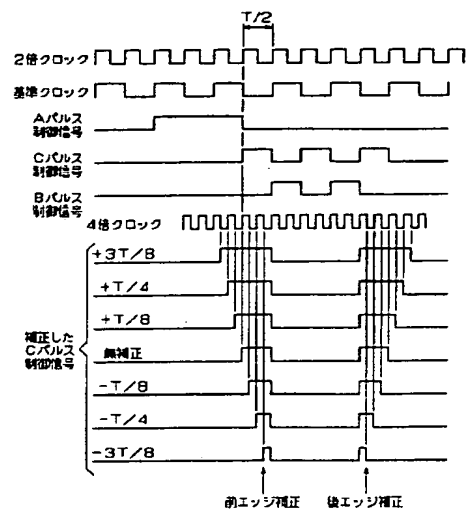 T/2
2倍クロック
基準クロック
Aパルス
制御信号
Cパルス
制御信号
Bパルス
制御信号
4倍クロック
+3T/8
+T/4
+T/8
補正した
Cパルス
制御信号
無補正
-T/8
-T/4
-3T/8
前エッジ補正 後エッジ補正